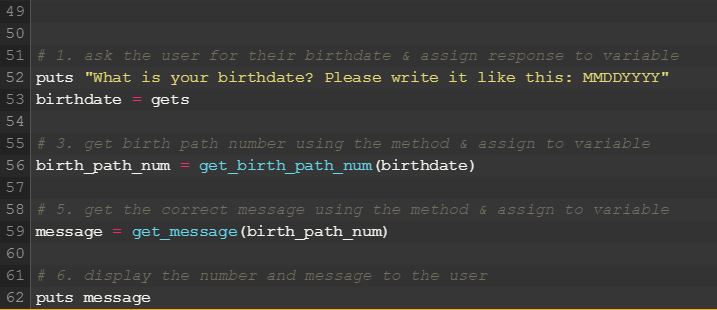 49
50
51 # 1. ask the user for their birthdate & assign response to variable
52 puts "What is your birthdate? Please write it like this: MMDDYYYY"
53 birthdate = gets
54
55 # 3. get birth path number using the method & assign to variable
56 birth_path_num = get_birth_path_num(birthdate)
57
58 # 5. get the correct message using the method & assign to variable
59 message = get_message(birth_path_num)
60
61 # 6. display the number and message to the user
62 puts message